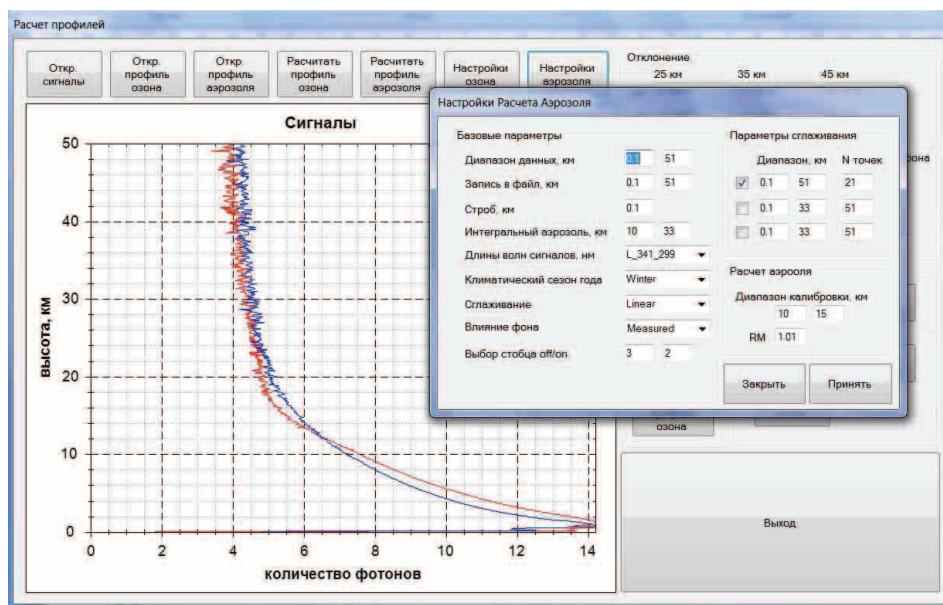 Расчет профилей
Откр. сигналы
Откр. профиль озона
Откр. профиль аэрозоля
Расчитать профиль озона
Расчитать профиль аэрозоля
Настройки озона
Настройки аэрозоля
Отклонение
25 км 35 км 45 км
Сигналы
50
40
30
20
10
0
высота, км
0 2 4 6 8 10 12 14
количество фотонов
Настройки Расчета Аэрозоля
Базовые параметры
Диапазон данных, км 0.1 51
Запись в файл, км 0.1 51
Строб, км 0.1
Интегральный аэрозоль, км 10 33
Длины волн сигналов, нм L_341_299
Климатический сезон года Winter
Сглаживание Linear
Влияние фона Measured
Выбор стобца off/on 3 2
Параметры сглаживания
Диапазон, км N точек
0.1 51 21
0.1 33 51
0.1 33 51
Расчет аэрооля
Диапазон калибровки, км
10 15
RM 1.01
Закрыть
Принять
она
озона
Выход